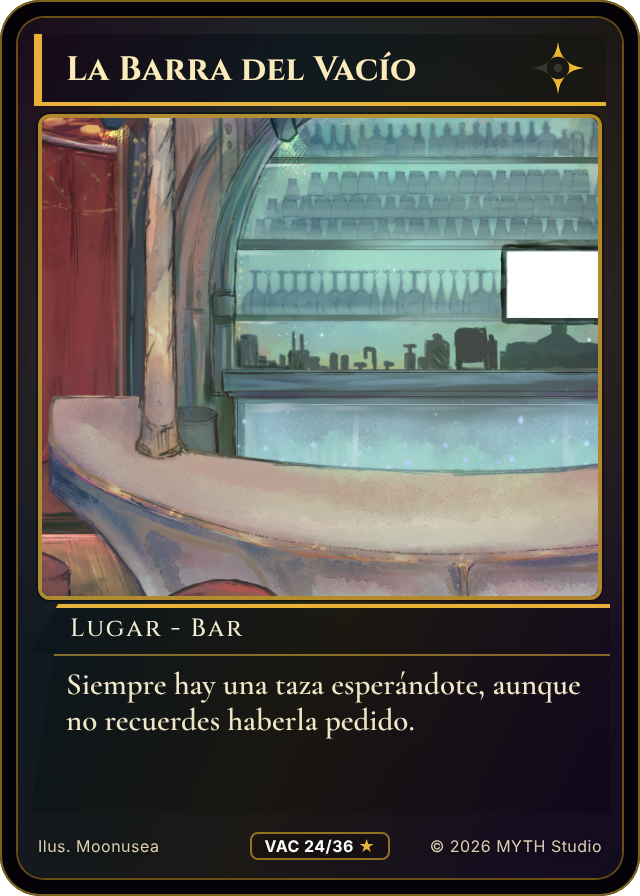 La Barra del Vacío
Lugar - Bar
Siempre hay una taza esperándote, aunque
no recuerdes haberla pedido.
Ilus. Moonusea
VAC 24/36 ★
© 2026 MYTH Studio